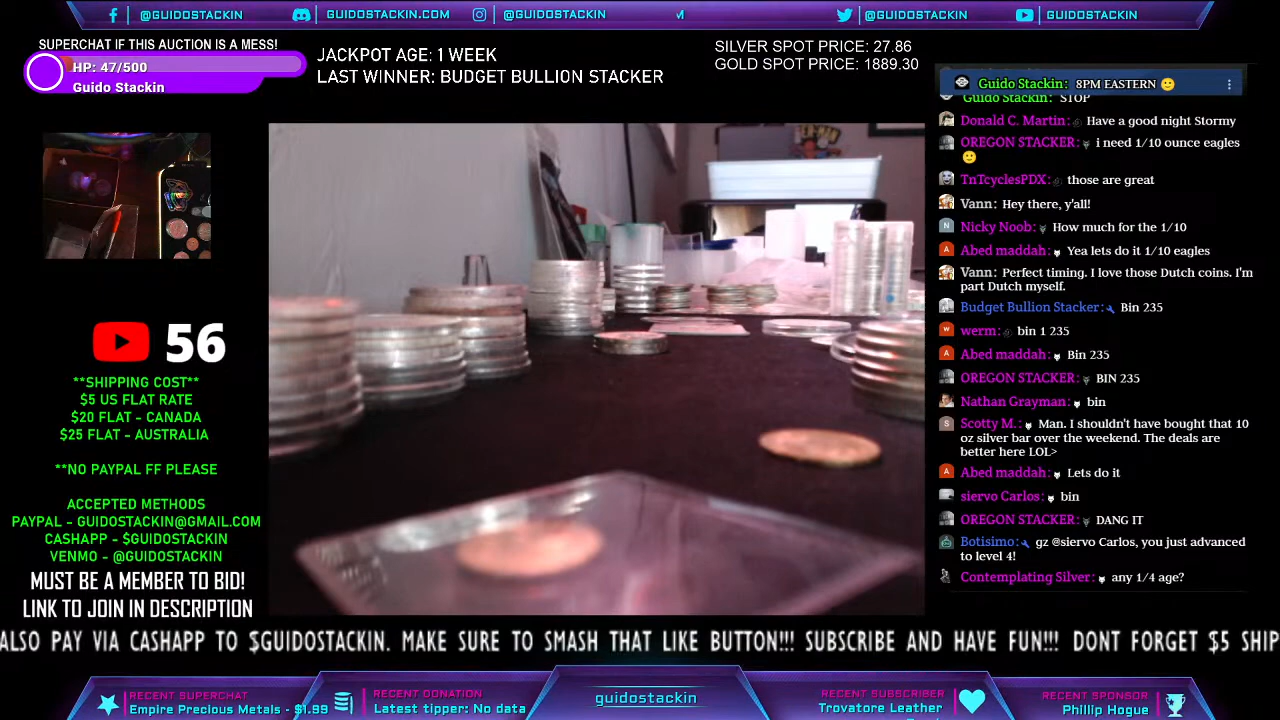 @GUIDOSTACKIN
GUIDOSTACKIN.COM
@GUIDOSTACKIN
@GUIDOSTACKIN
GUIDOSTACKIN
SUPERCHAT IF THIS AUCTION IS A MESS!
HP: 47/500
Guido Stackin
JACKPOT AGE: 1 WEEK
LAST WINNER: BUDGET BULLION STACKER
SILVER SPOT PRICE: 27.86
GOLD SPOT PRICE: 1889.30
56
**SHIPPING COST**
$5 US FLAT RATE
$20 FLAT - CANADA
$25 FLAT - AUSTRALIA
**NO PAYPAL FF PLEASE
ACCEPTED METHODS
PAYPAL - GUIDOSTACKIN@GMAIL.COM
CASHAPP - $GUIDOSTACKIN
VENMO - @GUIDOSTACKIN
MUST BE A MEMBER TO BID!
LINK TO JOIN IN DESCRIPTION
Guido Stackin: 8PM EASTERN 🙂
Guido Stackin: STOP
Donald C. Martin: Have a good night Stormy
OREGON STACKER: i need 1/10 ounce eagles
🙂
TnTcyclesPDX: those are great
Vann: Hey there, y'all!
Nicky Noob: How much for the 1/10
Abed maddah: Yea lets do it 1/10 eagles
Vann: Perfect timing. I love those Dutch coins. I'm
part Dutch myself.
Budget Bullion Stacker: Bin 235
werm: bin 1 235
Abed maddah: Bin 235
OREGON STACKER: BIN 235
Nathan Grayman: bin
Scotty M.: Man. I shouldn't have bought that 10
oz silver bar over the weekend. The deals are
better here LOL>
Abed maddah: Lets do it
siervo Carlos: bin
OREGON STACKER: DANG IT
Botisimo: gz @siervo Carlos, you just advanced
to level 4!
Contemplating Silver: any 1/4 age?
ALSO PAY VIA CASHAPP TO $GUIDOSTACKIN. MAKE SURE TO SMASH THAT LIKE BUTTON!!! SUBSCRIBE AND HAVE FUN!!! DONT FORGET $5 SHIP
RECENT SUPERCHAT
Empire Precious Metals - $1.99
RECENT DONATION
Latest tipper: No data
guidostackin
RECENT SUBSCRIBER
Trovatore Leather
RECENT SPONSOR
Phillip Hogue